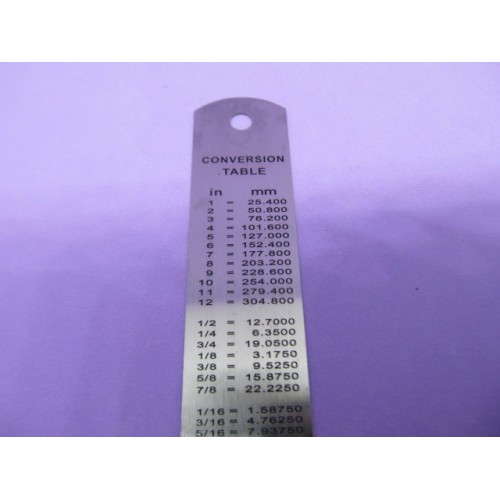 CONVERSION
TABLE
in mm
1 = 25.400
2 = 50.800
3 = 76.200
4 = 101.600
5 = 127.000
6 = 152.400
7 = 177.800
8 = 203.200
9 = 228.600
10 = 254.000
11 = 279.400
12 = 304.800
1/2 = 12.7000
1/4 = 6.3500
3/4 = 19.0500
1/8 = 3.1750
3/8 = 9.5250
5/8 = 15.8750
7/8 = 22.2250
1/16 = 1.58750
3/16 = 4.76250
5/16 = 7.93750